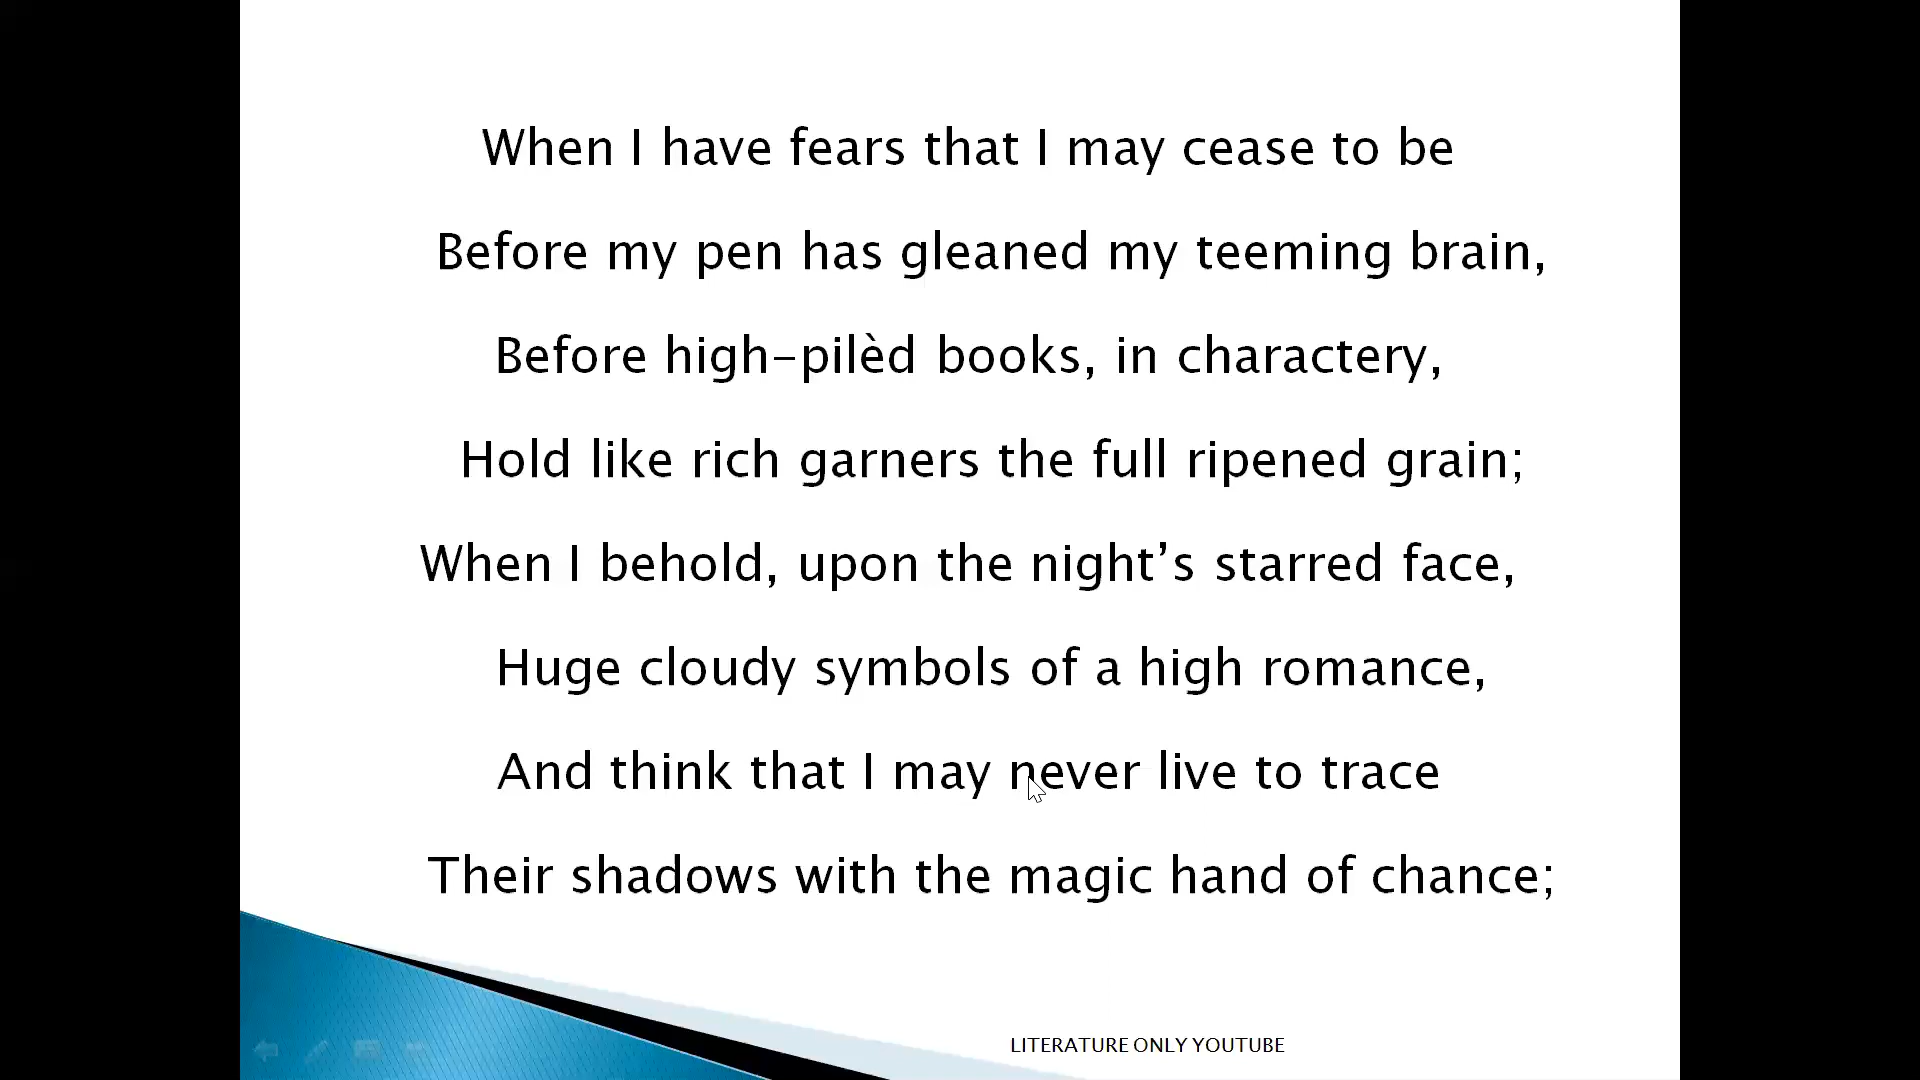 When I have fears that I may cease to be
Before my pen has gleaned my teeming brain,
Before high-pilèd books, in charactery,
Hold like rich garners the full ripened grain;
When I behold, upon the night’s starred face,
Huge cloudy symbols of a high romance,
And think that I may never live to trace
Their shadows with the magic hand of chance;
LITERATURE ONLY YOUTUBE